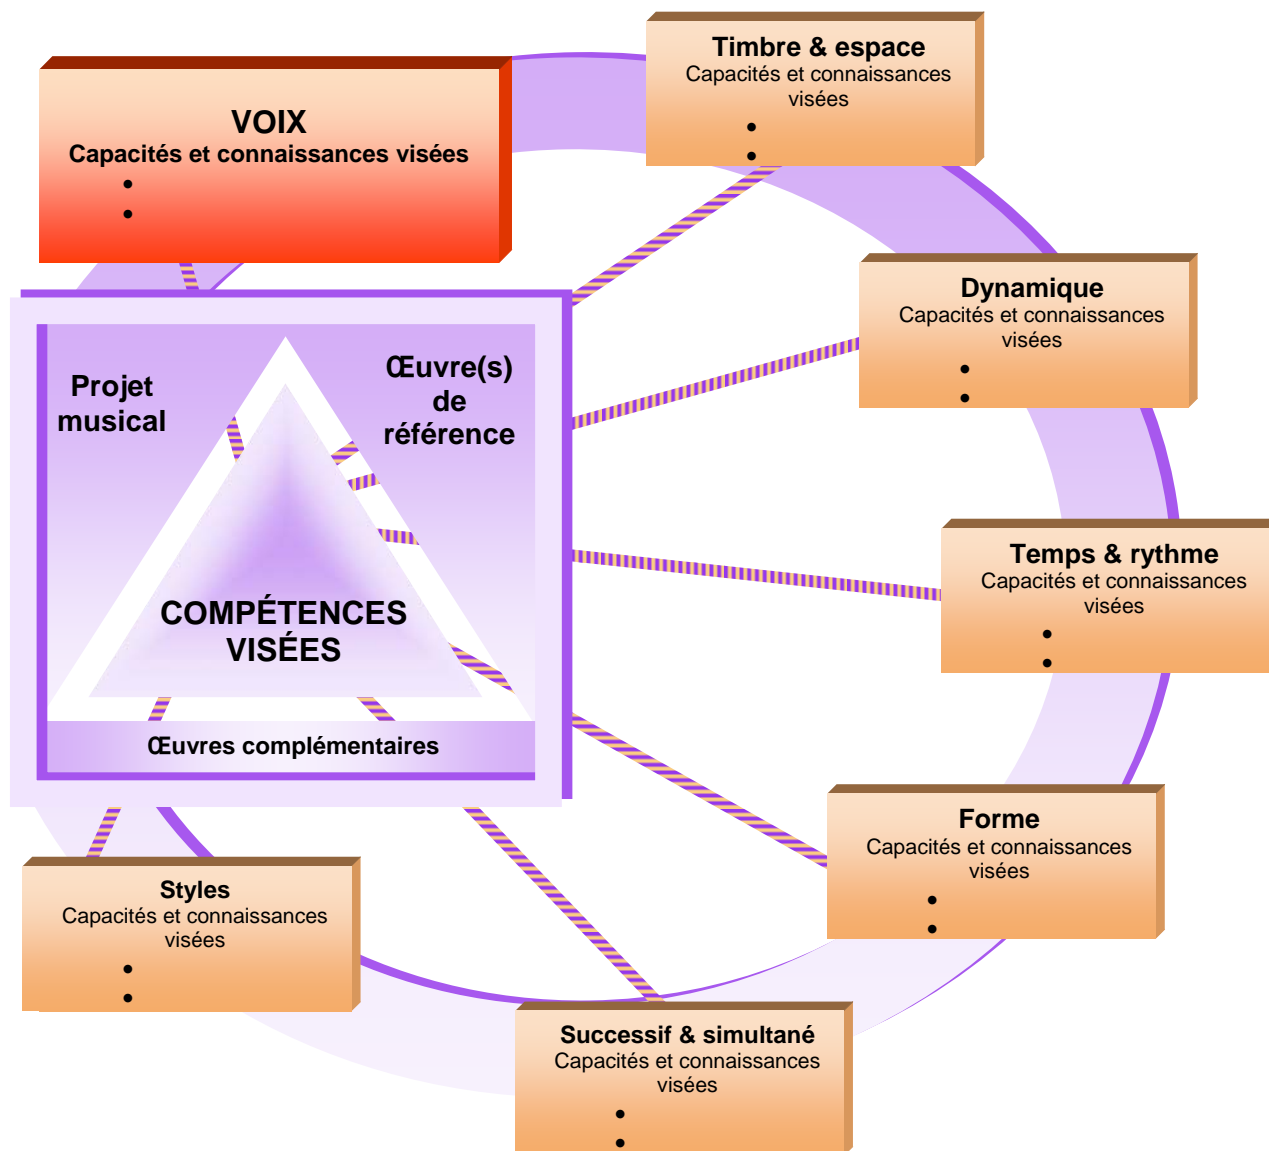 VOIX
Capacités et connaissances visées
•
•
Timbre & espace
Capacités et connaissances
visées
•
•
Dynamique
Capacités et connaissances
visées
•
•
Temps & rythme
Capacités et connaissances
visées
•
•
Forme
Capacités et connaissances
visées
•
•
Successif & simultané
Capacités et connaissances
visées
•
•
Styles
Capacités et connaissances
visées
•
•
Projet
musical
Œuvre(s)
de
référence
COMPÉTENCES
VISÉES
Œuvres complémentaires